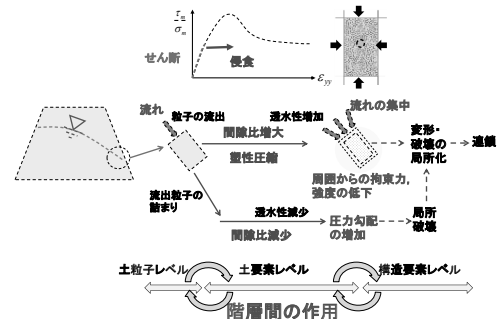 τm
σm
せん断
侵食
εyy
流れ
粒子の流出
間隙比増大
塑性圧縮
透水性増加
流れの集中
変形・
破壊の
局所化
連鎖
周囲からの拘束力,
強度の低下
流出粒子の
詰まり
透水性減少
間隙比減少
圧力勾配
の増加
局所
破壊
土粒子レベル
土要素レベル
構造要素レベル
階層間の作用